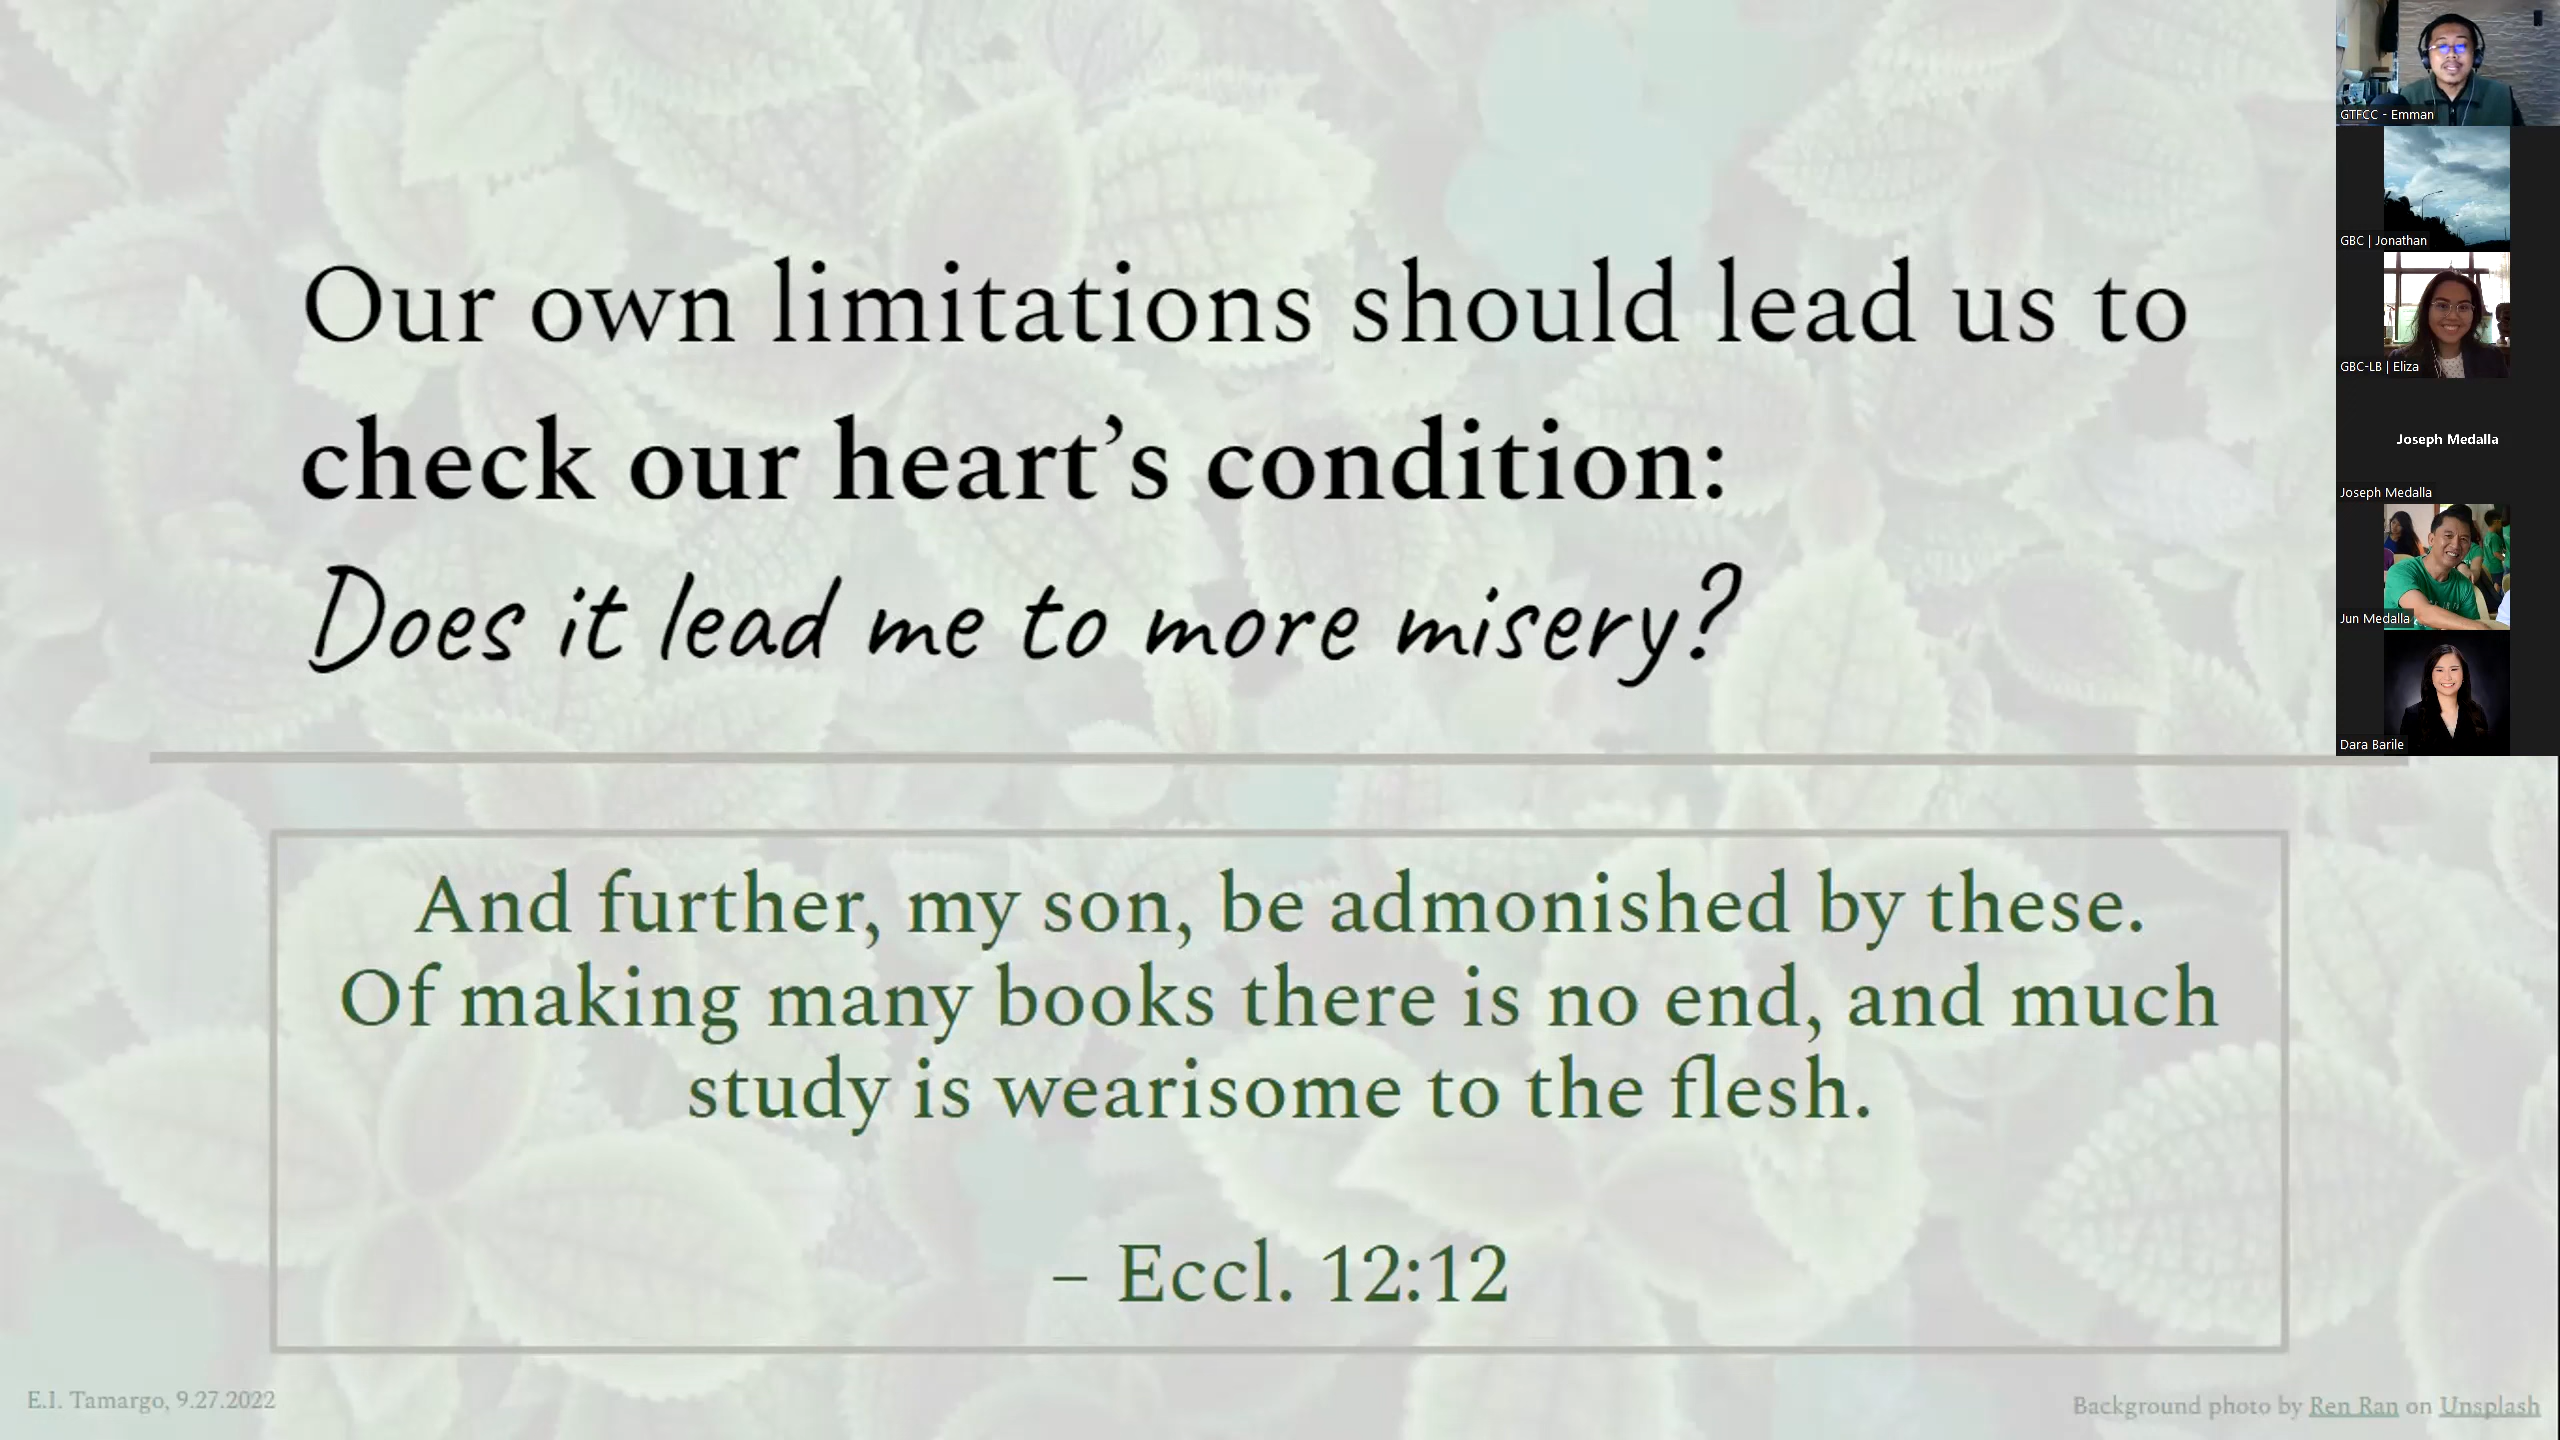 Our own limitations should lead us to
check our heart’s condition:
Does it lead me to more misery?
And further, my son, be admonished by these.
Of making many books there is no end, and much
study is wearisome to the flesh.
– Eccl. 12:12
E.I. Tamargo, 9.27.2022
Background photo by Ren Ran on Unsplash
GTFCC - Emman
GBC | Jonathan
GBC-LB | Eliza
Joseph Medalla
Joseph Medalla
Jun Medalla
Dara Barile